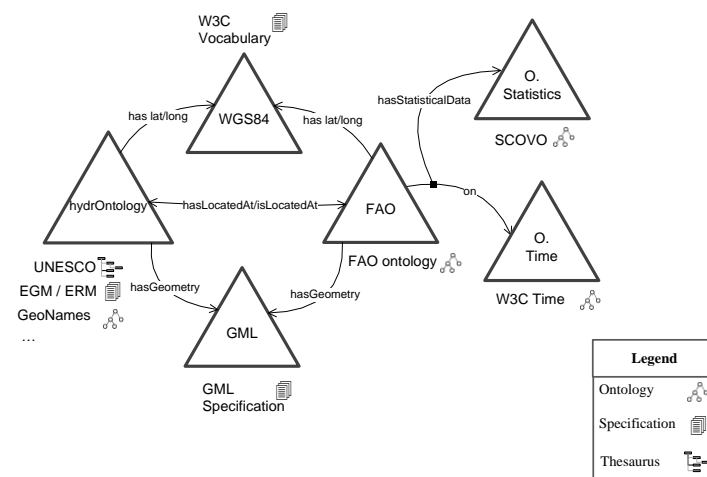 W3C
Vocabulary
WGS84
has lat/long
has lat/long
hasStatisticalData
O.
Statistics
SCOVO
hydrOntology
hasLocatedAt/isLocatedAt
FAO
on
O.
Time
W3C Time
UNESCO
EGM / ERM
GeoNames
...
hasGeometry
hasGeometry
FAO ontology
GML
GML
Specification
Legend
Ontology
Specification
Thesaurus